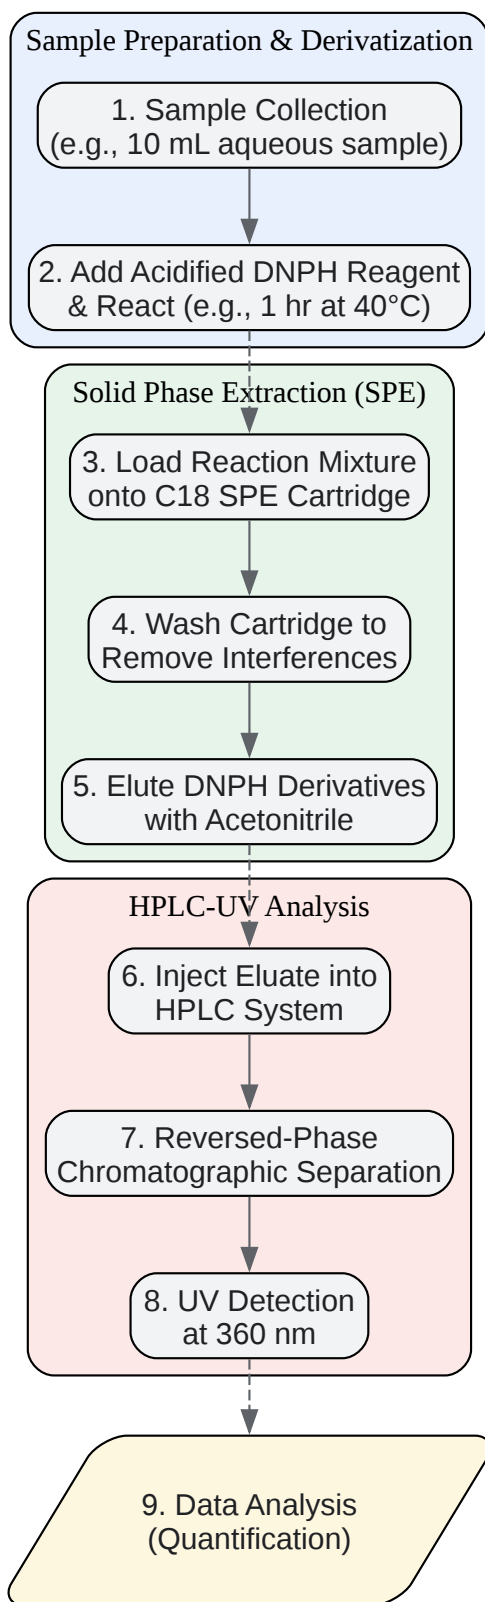 Sample Preparation & Derivatization
1. Sample Collection
(e.g., 10 mL aqueous sample)
2. Add Acidified DNPH Reagent
& React (e.g., 1 hr at 40°C)
Solid Phase Extraction (SPE)
3. Load Reaction Mixture
onto C18 SPE Cartridge
4. Wash Cartridge to
Remove Interferences
5. Elute DNPH Derivatives
with Acetonitrile
HPLC-UV Analysis
6. Inject Eluate into
HPLC System
7. Reversed-Phase
Chromatographic Separation
8. UV Detection
at 360 nm
9. Data Analysis
(Quantification)